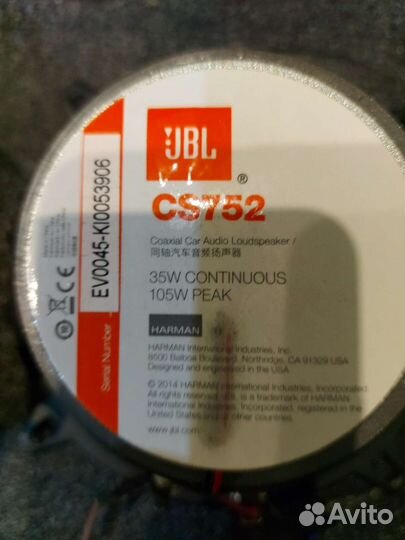 JBL
®
CS752
Coaxial Car Audio Loudspeaker /
同轴汽车音频扬声器
35W CONTINUOUS
105W PEAK
HARMAN
HARMAN International Industries, Inc.
8500 Balboa Boulevard, Northridge, CA 91329 USA
Designed and engineered in the USA
© 2014 HARMAN International Industries, Incorporated.
All rights reserved. JBL is a trademark of HARMAN
International Industries, Incorporated, registered in the
United States and/or other countries.
www.jbl.com
Serial Number
EV0045-KI0053906
CE
Avito